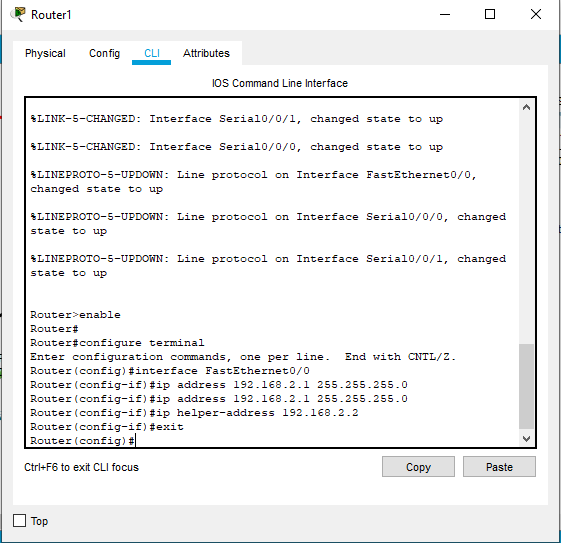 Router1
Physical Config CLI Attributes
IOS Command Line Interface
%LINK-5-CHANGED: Interface Serial0/0/1, changed state to up
%LINK-5-CHANGED: Interface Serial0/0/0, changed state to up
%LINEPROTO-5-UPDOWN: Line protocol on Interface FastEthernet0/0,
changed state to up
%LINEPROTO-5-UPDOWN: Line protocol on Interface Serial0/0/0, changed
state to up
%LINEPROTO-5-UPDOWN: Line protocol on Interface Serial0/0/1, changed
state to up
Router>enable
Router#
Router#configure terminal
Enter configuration commands, one per line.  End with CNTL/Z.
Router(config)#interface FastEthernet0/0
Router(config-if)#ip address 192.168.2.1 255.255.255.0
Router(config-if)#ip address 192.168.2.1 255.255.255.0
Router(config-if)#ip helper-address 192.168.2.2
Router(config-if)#exit
Router(config)#
Ctrl+F6 to exit CLI focus
Copy Paste
Top